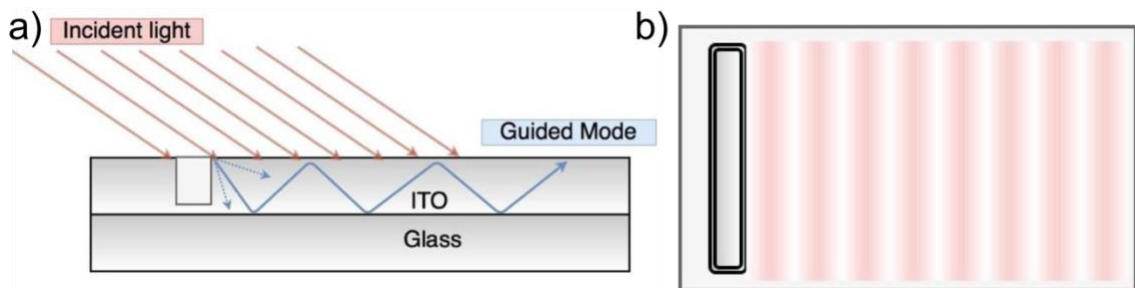 a)
Incident light
b)
Guided Mode
ITO
Glass